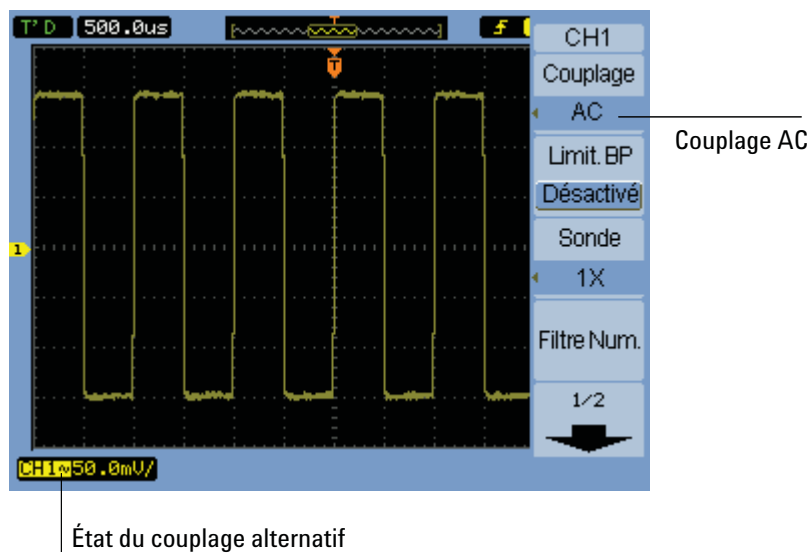 T'D 500.0us
T
T
CH1
Couplage
AC
Couplage AC
Limit. BP
Désactivé
1
Sonde
1X
Filtre Num.
1/2
CH1~50.0mV/
État du couplage alternatif